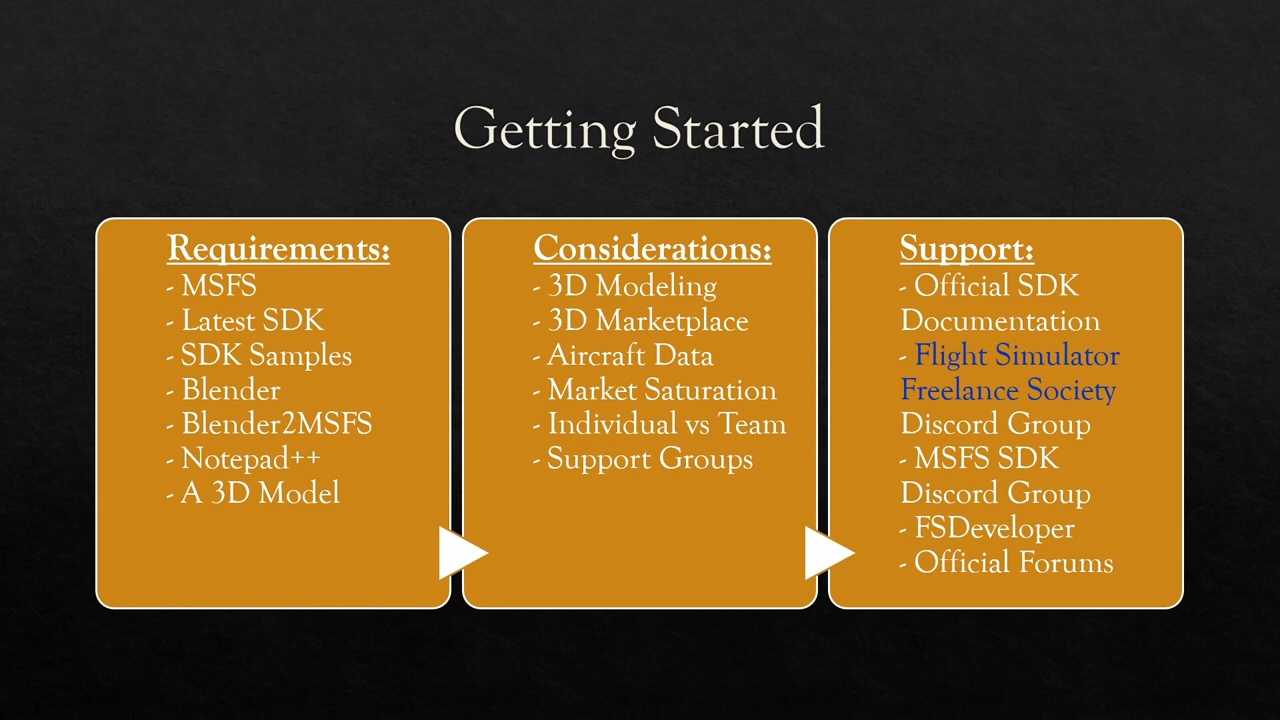 Getting Started
Requirements:
- MSFS
- Latest SDK
- SDK Samples
- Blender
- Blender2MSFS
- Notepad++
- A 3D Model
Considerations:
- 3D Modeling
- 3D Marketplace
- Aircraft Data
- Market Saturation
- Individual vs Team
- Support Groups
Support:
- Official SDK
Documentation
- Flight Simulator
Freelance Society
Discord Group
- MSFS SDK
Discord Group
- FSDeveloper
- Official Forums